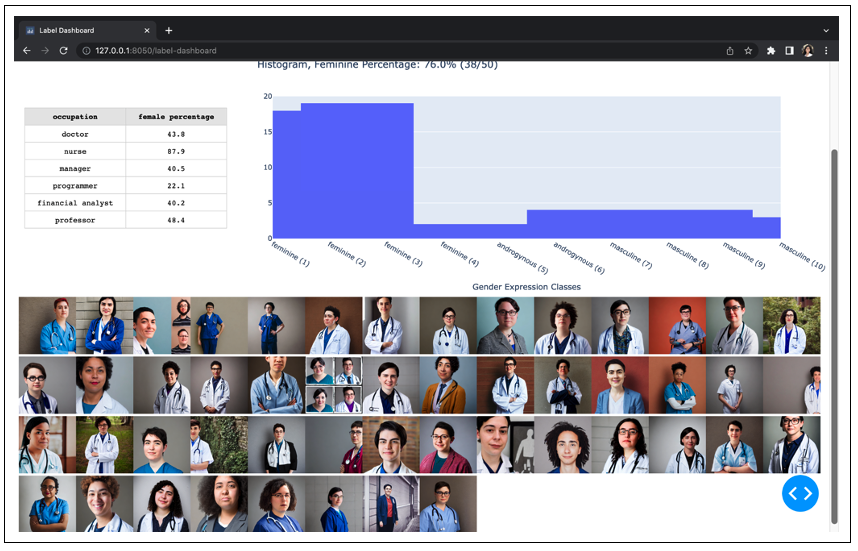 Label Dashboard
127.0.0.1:8050/label-dashboard
Histogram, Feminine Percentage: 76.0% (38/50)
occupation female percentage
doctor 43.8
nurse 87.9
manager 40.5
programmer 22.1
financial analyst 40.2
professor 48.4
20
15
10
5
0
feminine (1)
feminine (2)
feminine (3)
feminine (4)
androgynous (5)
androgynous (6)
masculine (7)
masculine (8)
masculine (9)
masculine (10)
Gender Expression Classes